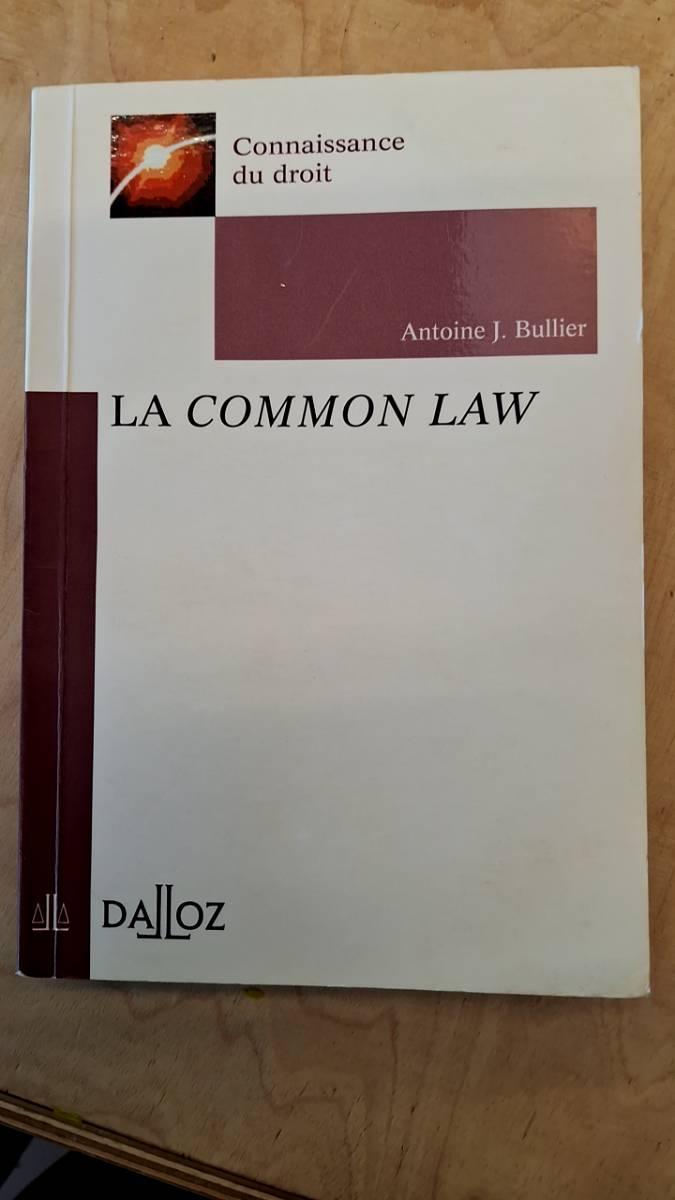 Connaissance
du droit
Antoine J. Bullier
LA COMMON LAW
DALLOZ